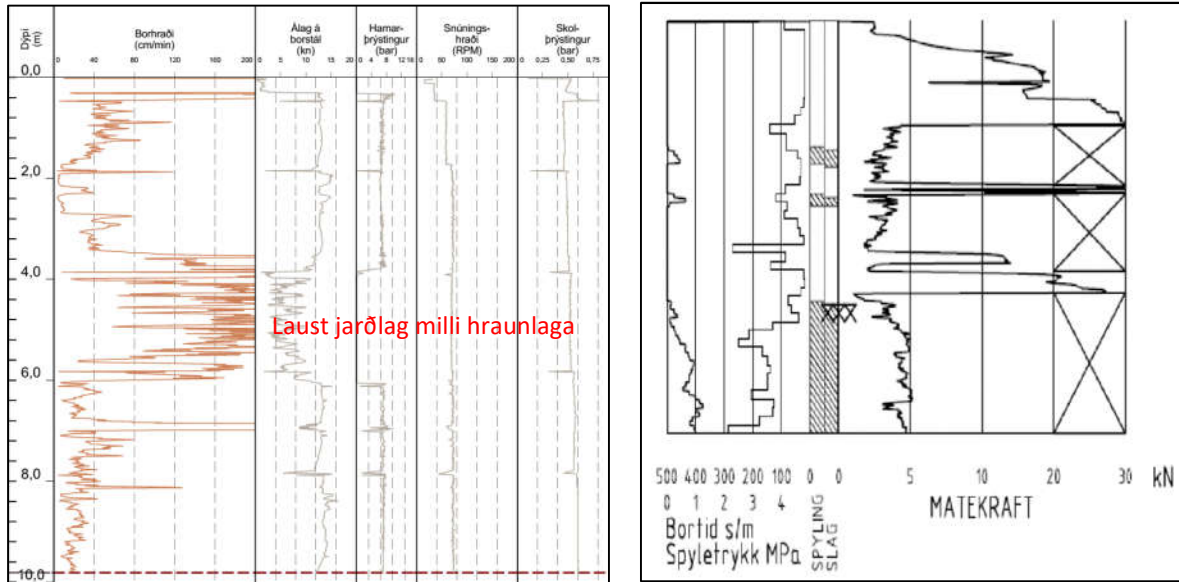 Dýpi
(m)
Borhraði
(cm/min)
Álag á
borstál
(kn)
Hamar-
þrýstingur
(bar)
Snúnings-
hraði
(RPM)
Skol-
þrýstingur
(bar)
0 40 80 120 160 200
0 5 10 15 20
0 4 8 12 16
0 50 100 150 200
0 0,25 0,50 0,75
0,0
2,0
4,0
Laust jarðlag milli hraunlaga
6,0
8,0
10,0
500 400 300 200 100 0 0 5 10 20 30 kN
0 1 2 3 4
MATEKRAFT
Bortid s/m
Spyletrykk MPa
SPYLING
SLAG